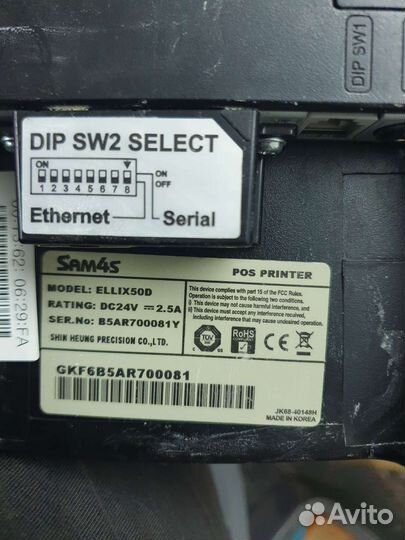 DIP SW1
DIP SW2 SELECT
ON
1 2 3 4 5 6 7 8
ON
OFF
Ethernet
Serial
:62:06:29:FA
SAM4S
POS PRINTER
MODEL: ELLIX50D
RATING: DC24V ⎓ 2.5A
SER.No: B5AR700081Y
SHIN HEUNG PRECISION CO.,LTD.
This device complies with part 15 of the FCC Rules.
Operation is subject to the following two conditions.
(i) This device may not cause harmful interference, and
(ii) This device must accept any interference received,
including interference that may cause undesired operation.
TÜV
C US
RoHS
CE
GKF6B5AR700081
JK68-40148H
MADE IN KOREA
Avito